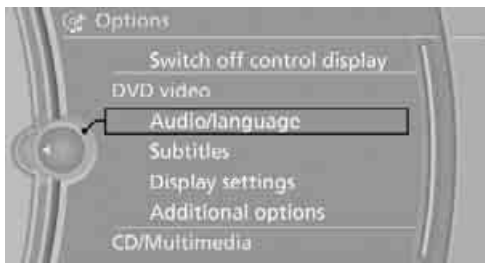 Options
Switch off control display
DVD video
Audio/language
Subtitles
Display settings
Additional options
CD/Multimedia